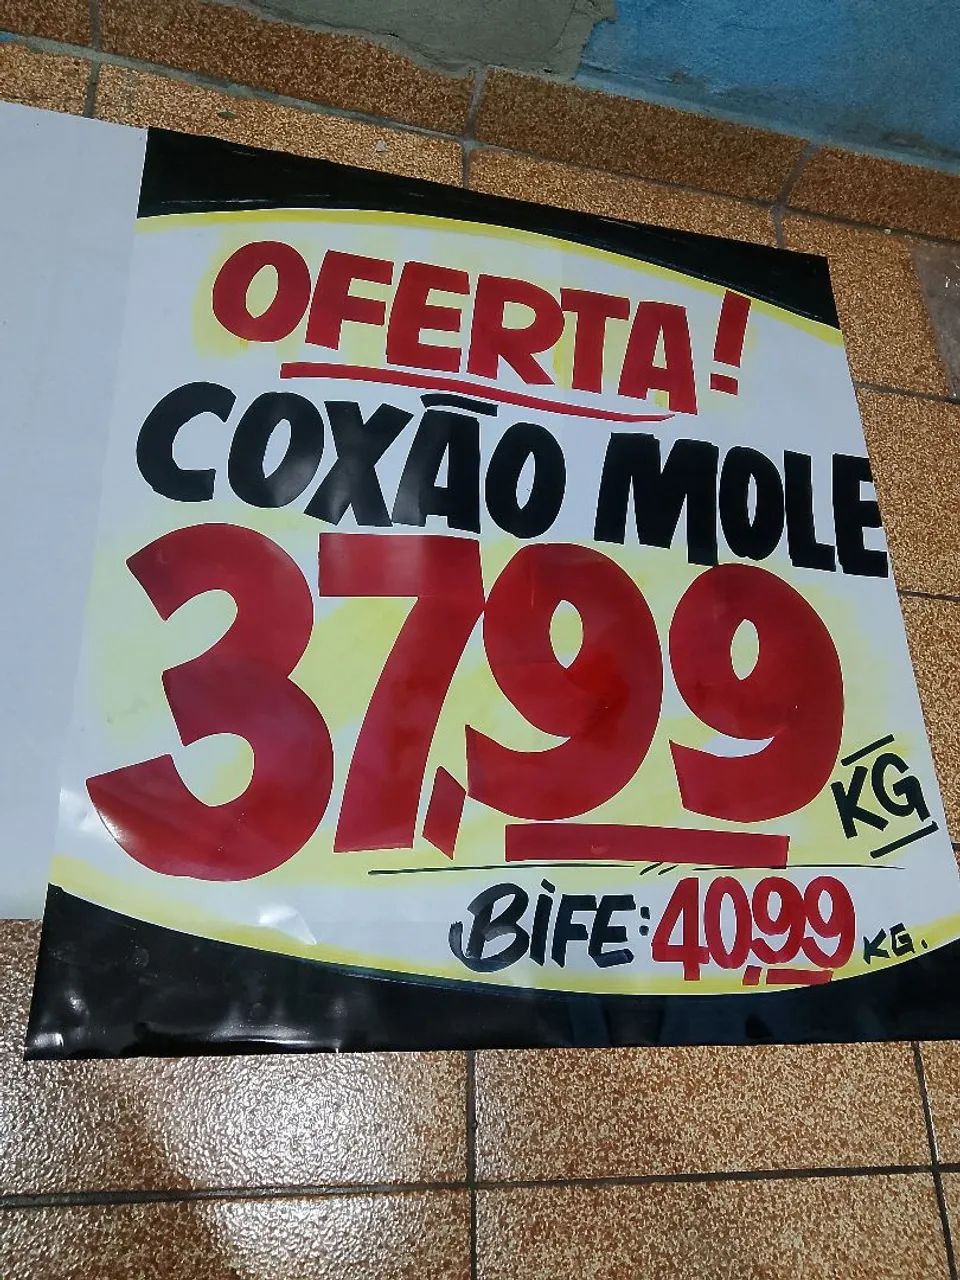 OFERTA!
COXÃO MOLE
37,99 KG
BIFE: 40,99 KG.